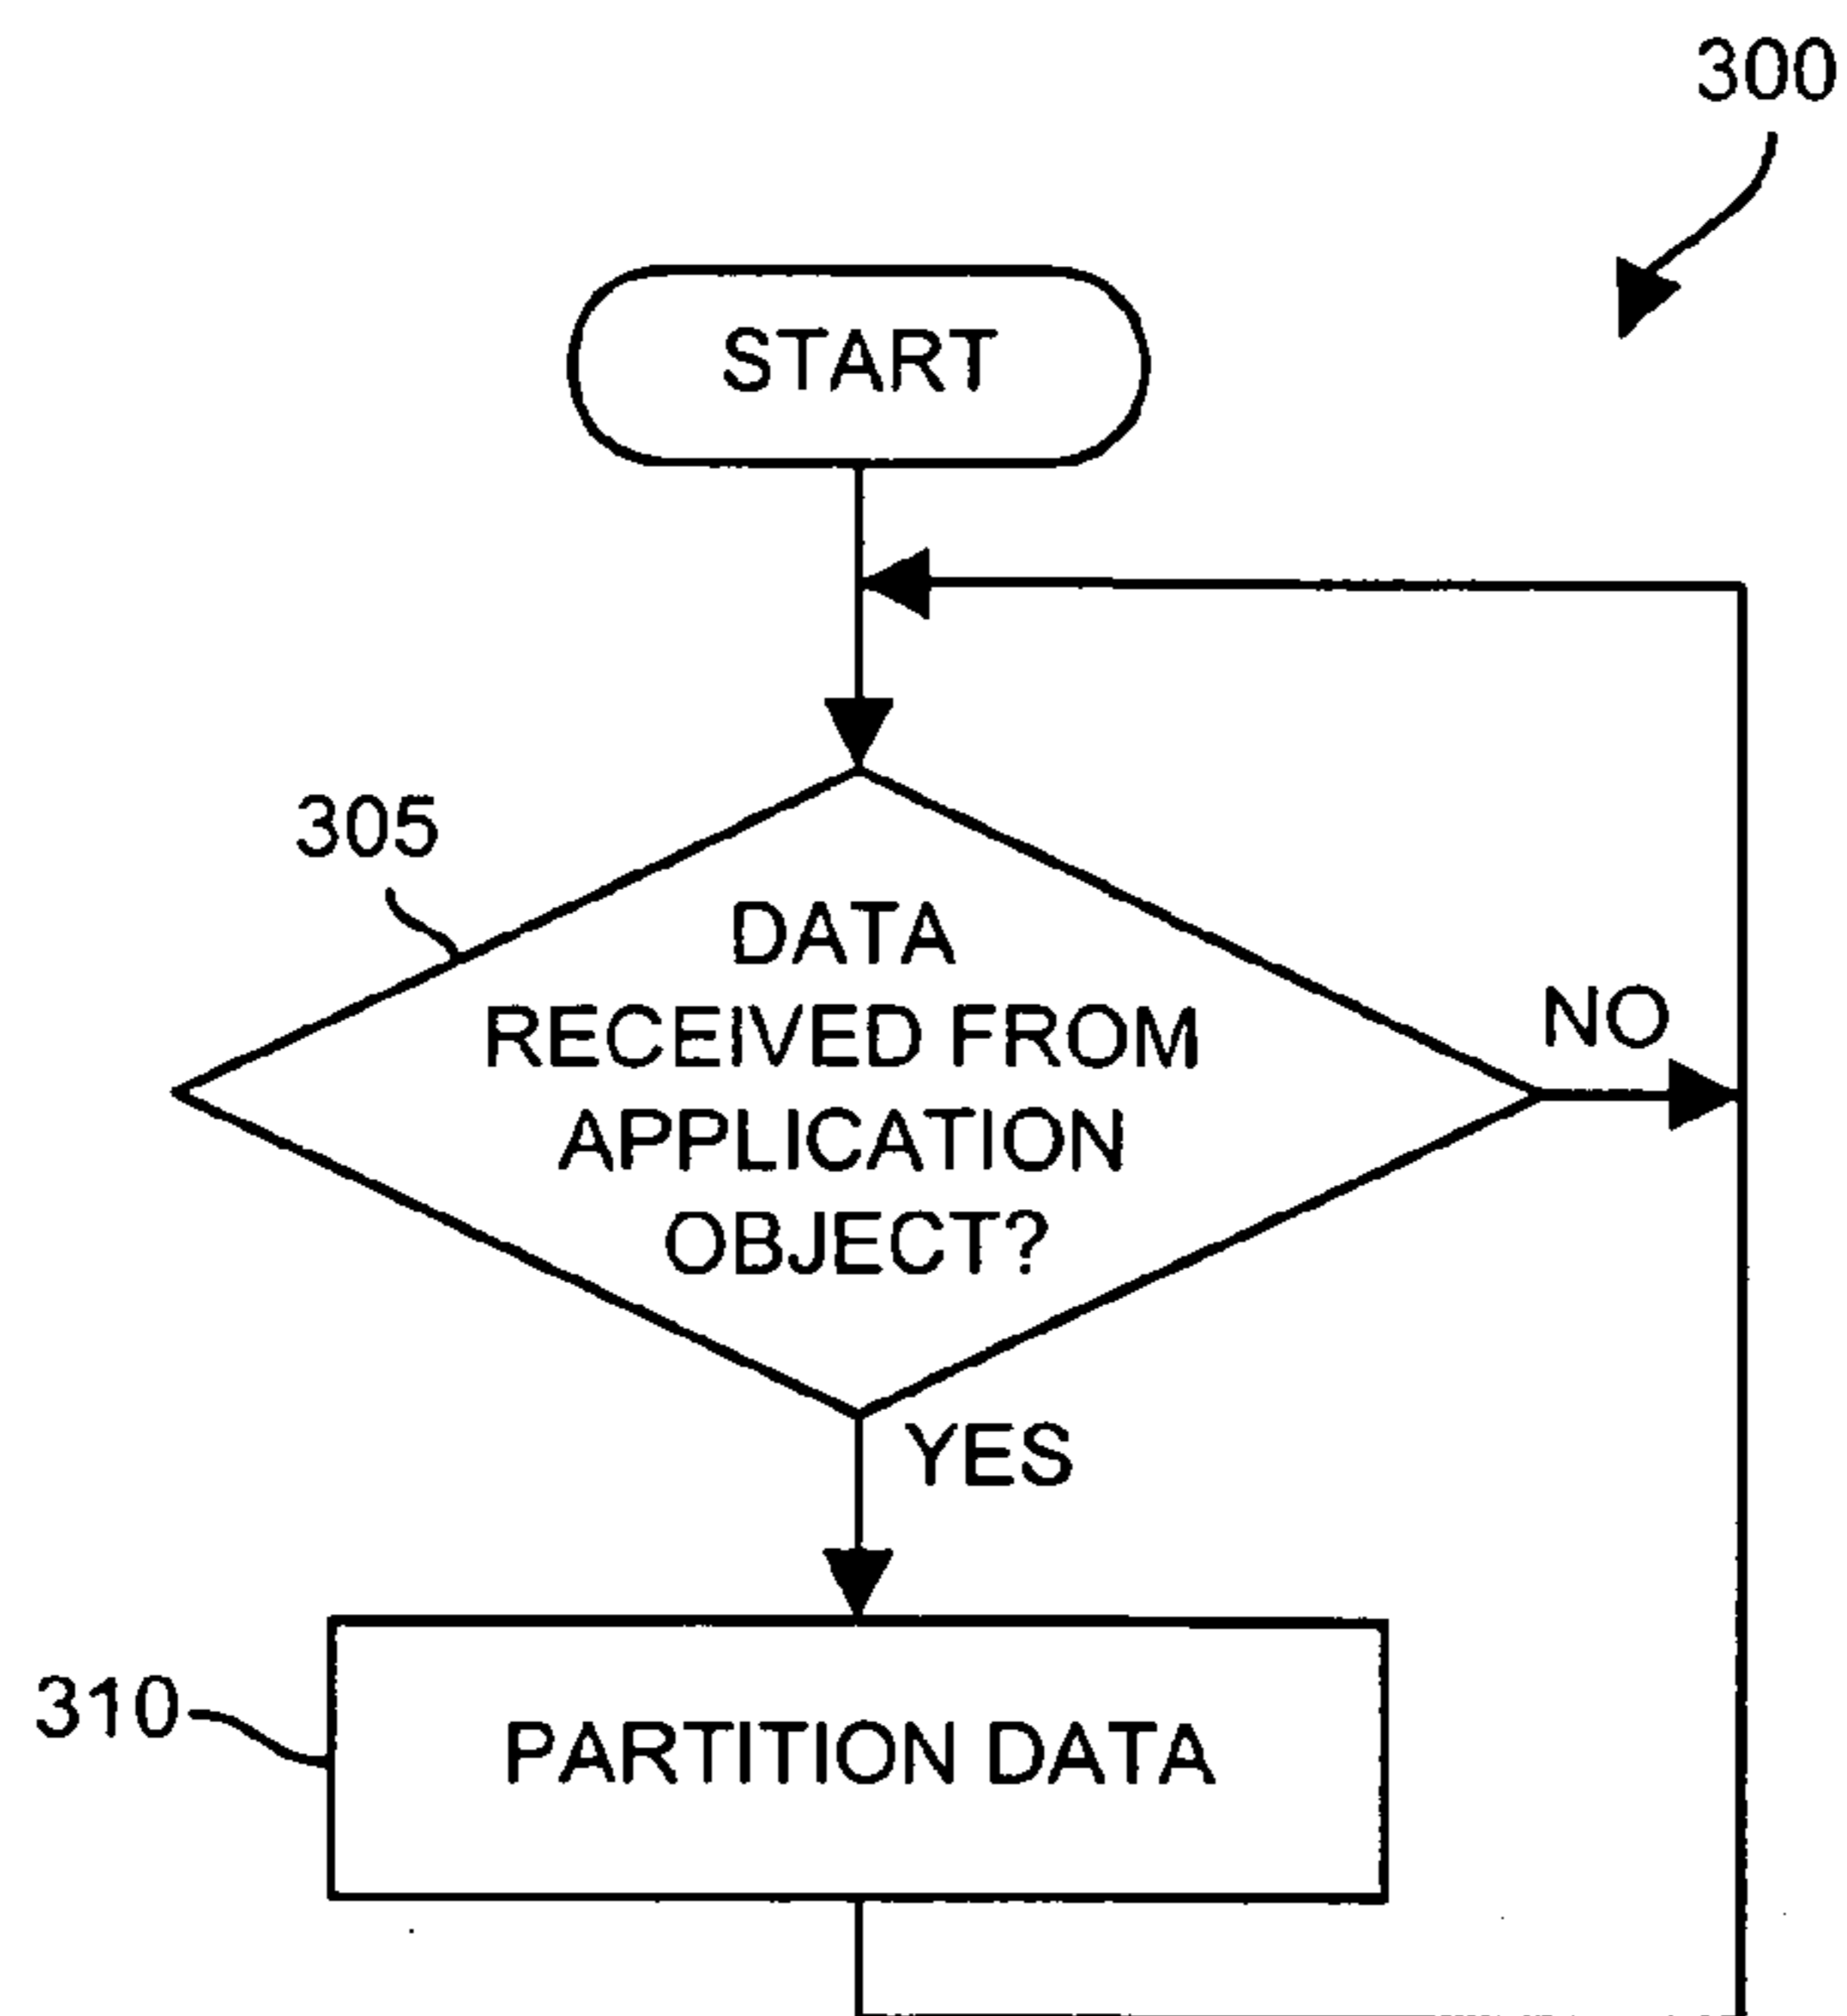 300
START
305
DATA
RECEIVED FROM
APPLICATION
OBJECT?
NO
YES
310
PARTITION DATA